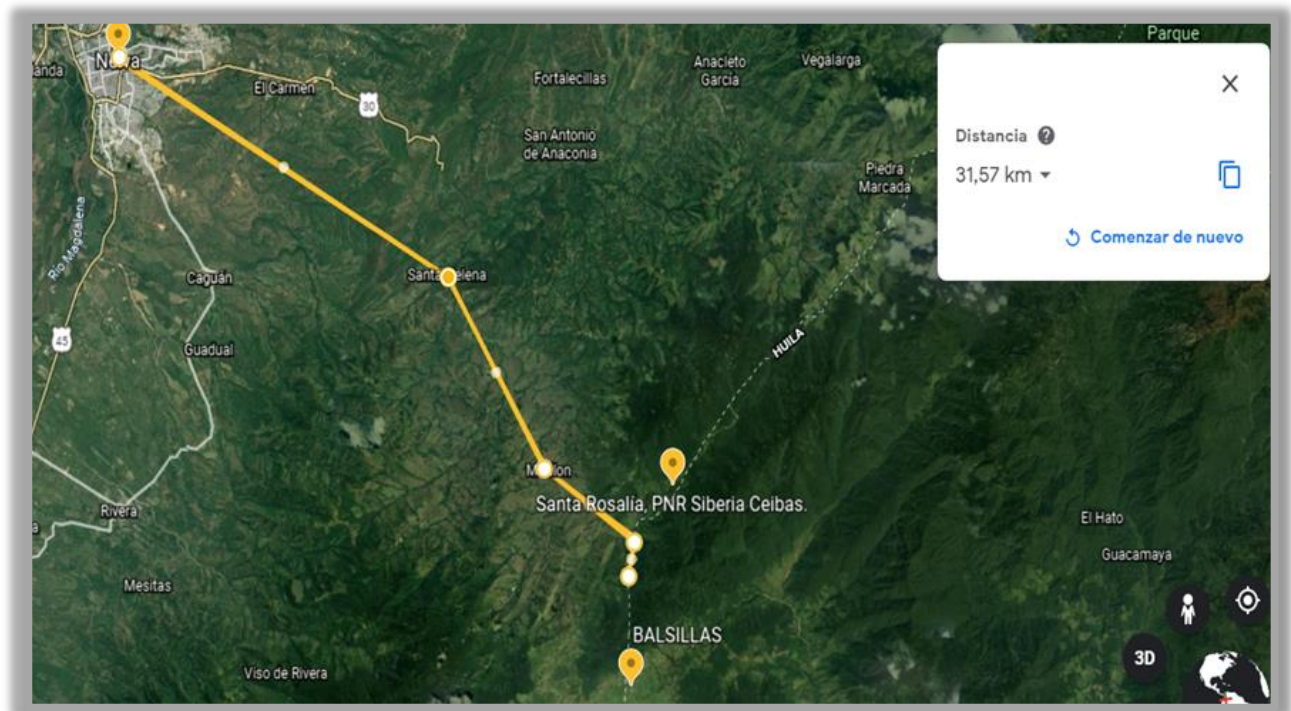 Parque
Neiva
anda
El Carmen
30
Fortalecillas
Anacleto
García
Vegalarga
San Antonio
de Anaconia
Piedra
Marcada
Distancia ?
31,57 km
Comenzar de nuevo
Río Magdalena
Caguán
Santa Helena
45
Guadual
HUILA
Santa Rosalía, PNR Siberia Ceibas.
Rivera
a
El Hato
Guacamaya
Mesitas
BALSILLAS
Viso de Rivera
3D